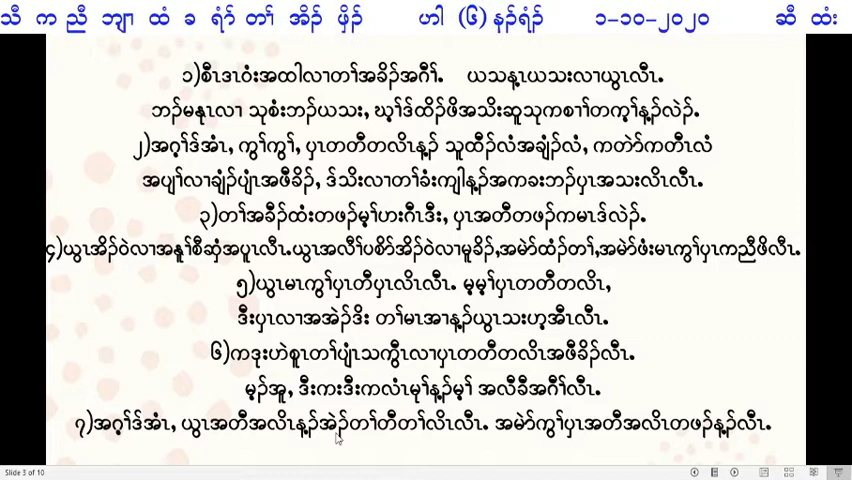 သီ က ညီ ဘျၢ ထံ ခ ရံာ် တၢ် အိၣ် ဖှိၣ် ဟါ (၆) နၣ်ရံၣ် ၁-၁၀-၂၀၂၀ ဆီ ထံး
၁)စီၤဒၤဝံးအထါလၢတၢ်အခိၣ်အဂီၢ်. ယသန့ၤယသးလၢယွၤလီၤ.
ဘၣ်မနုၤလၢ သုစံးဘၣ်ယသး, ဃ့ၢ်ဒ်ထိၣ်ဖိအသိးဆူသုကစၢၢ်တက့ၢ်န့ၣ်လဲၣ်.
၂)အဂ့ၢ်ဒ်အံၤ, ကွၢ်ကွၢ်, ပှၤတတီတလိၤန့ၣ် သူထီၣ်လံအချံၣ်လံ, ကတဲာ်ကတီၤလံ
အပျၢ်လၢချံၣ်ပျံၤအဖီခိၣ်, ဒ်သိးလၢတၢ်ခံးကျါန့ၣ်အကခးဘၣ်ပှၤအသးလိၤလီၤ.
၃)တၢ်အခီၣ်ထံးတဖၣ်မ့ၢ်ဟးဂီၤဒီး, ပှၤအတီတဖၣ်ကမၤဒ်လဲၣ်.
၄)ယွၤအိၣ်ဝဲလၢအနူၢ်စီဆှံအပူၤလီၤ.ယွၤအလီၢ်ပစိာ်အိၣ်ဝဲလၢမူခိၣ်,အမဲာ်ထံၣ်တၢ်,အမဲာ်ဖံးမၤကွၢ်ပှၤကညီဖိလီၤ.
၅)ယွၤမၤကွၢ်ပှၤတီပှၤလိၤလီၤ. မ့မ့ၢ်ပှၤတတီတလိၤ,
ဒီးပှၤလၢအအဲၣ်ဒိး တၢ်မၤအၢန့ၣ်ယွၤသးဟ့အီၤလီၤ.
၆)ကဒုးဟဲစူၤတၢ်ပျံၤသကွီၤလၢပှၤတတီတလိၤအဖီခိၣ်လီၤ.
မ့ၣ်အူ, ဒီးကးဒီးကလံၤမုၢ်န့ၣ်မ့ၢ် အလီခီအဂီၢ်လီၤ.
၇)အဂ့ၢ်ဒ်အံၤ, ယွၤအတီအလိၤန့ၣ်အဲၣ်တၢ်တီတၢ်လိၤလီၤ. အမဲာ်ကွၢ်ပှၤအတီအလိၤတဖၣ်န့ၣ်လီၤ.
Slide 3 of 10